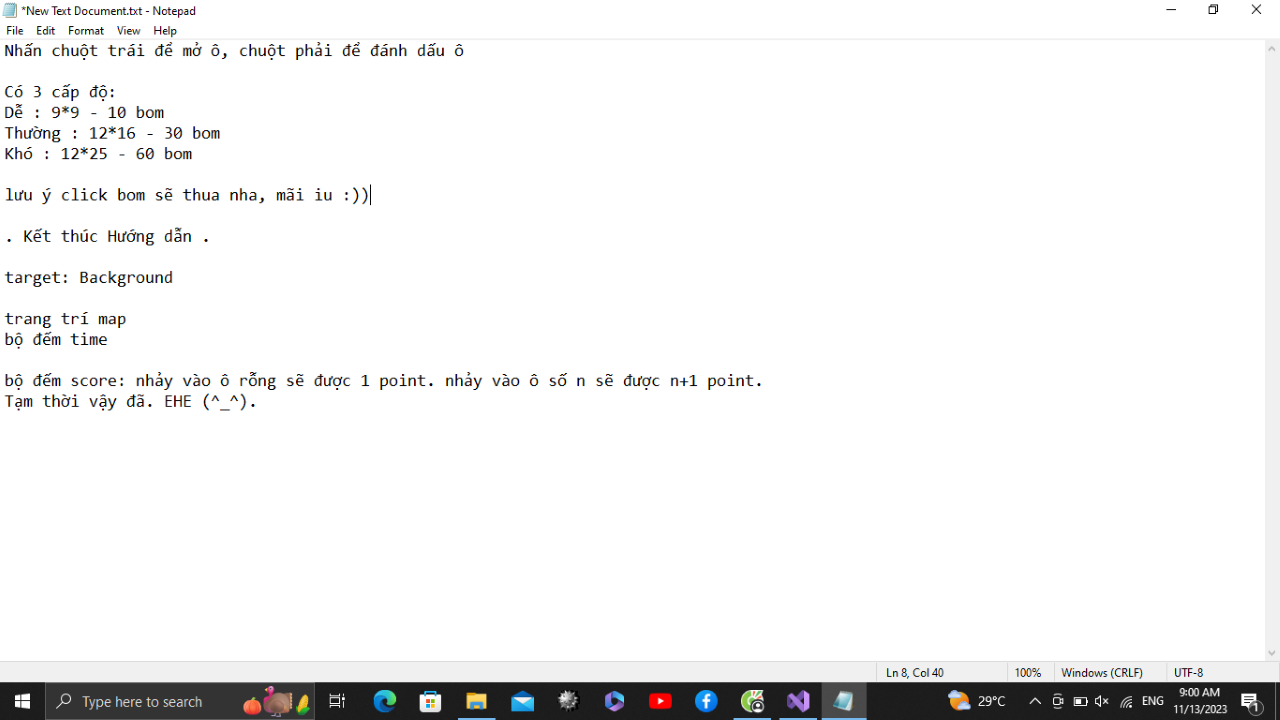 *New Text Document.txt - Notepad
File Edit Format View Help
Nhấn chuột trái để mở ô, chuột phải để đánh dấu ô
Có 3 cấp độ:
Dễ : 9*9 - 10 bom
Thường : 12*16 - 30 bom
Khó : 12*25 - 60 bom
lưu ý click bom sẽ thua nha, mãi iu :))
. Kết thúc Hướng dẫn .
target: Background
trang trí map
bộ đếm time
bộ đếm score: nhảy vào ô rỗng sẽ được 1 point. nhảy vào ô số n sẽ được n+1 point.
Tạm thời vậy đã. EHE (^_^).
Ln 8, Col 40 100% Windows (CRLF) UTF-8
Type here to search 29°C ENG 9:00 AM
11/13/2023 1